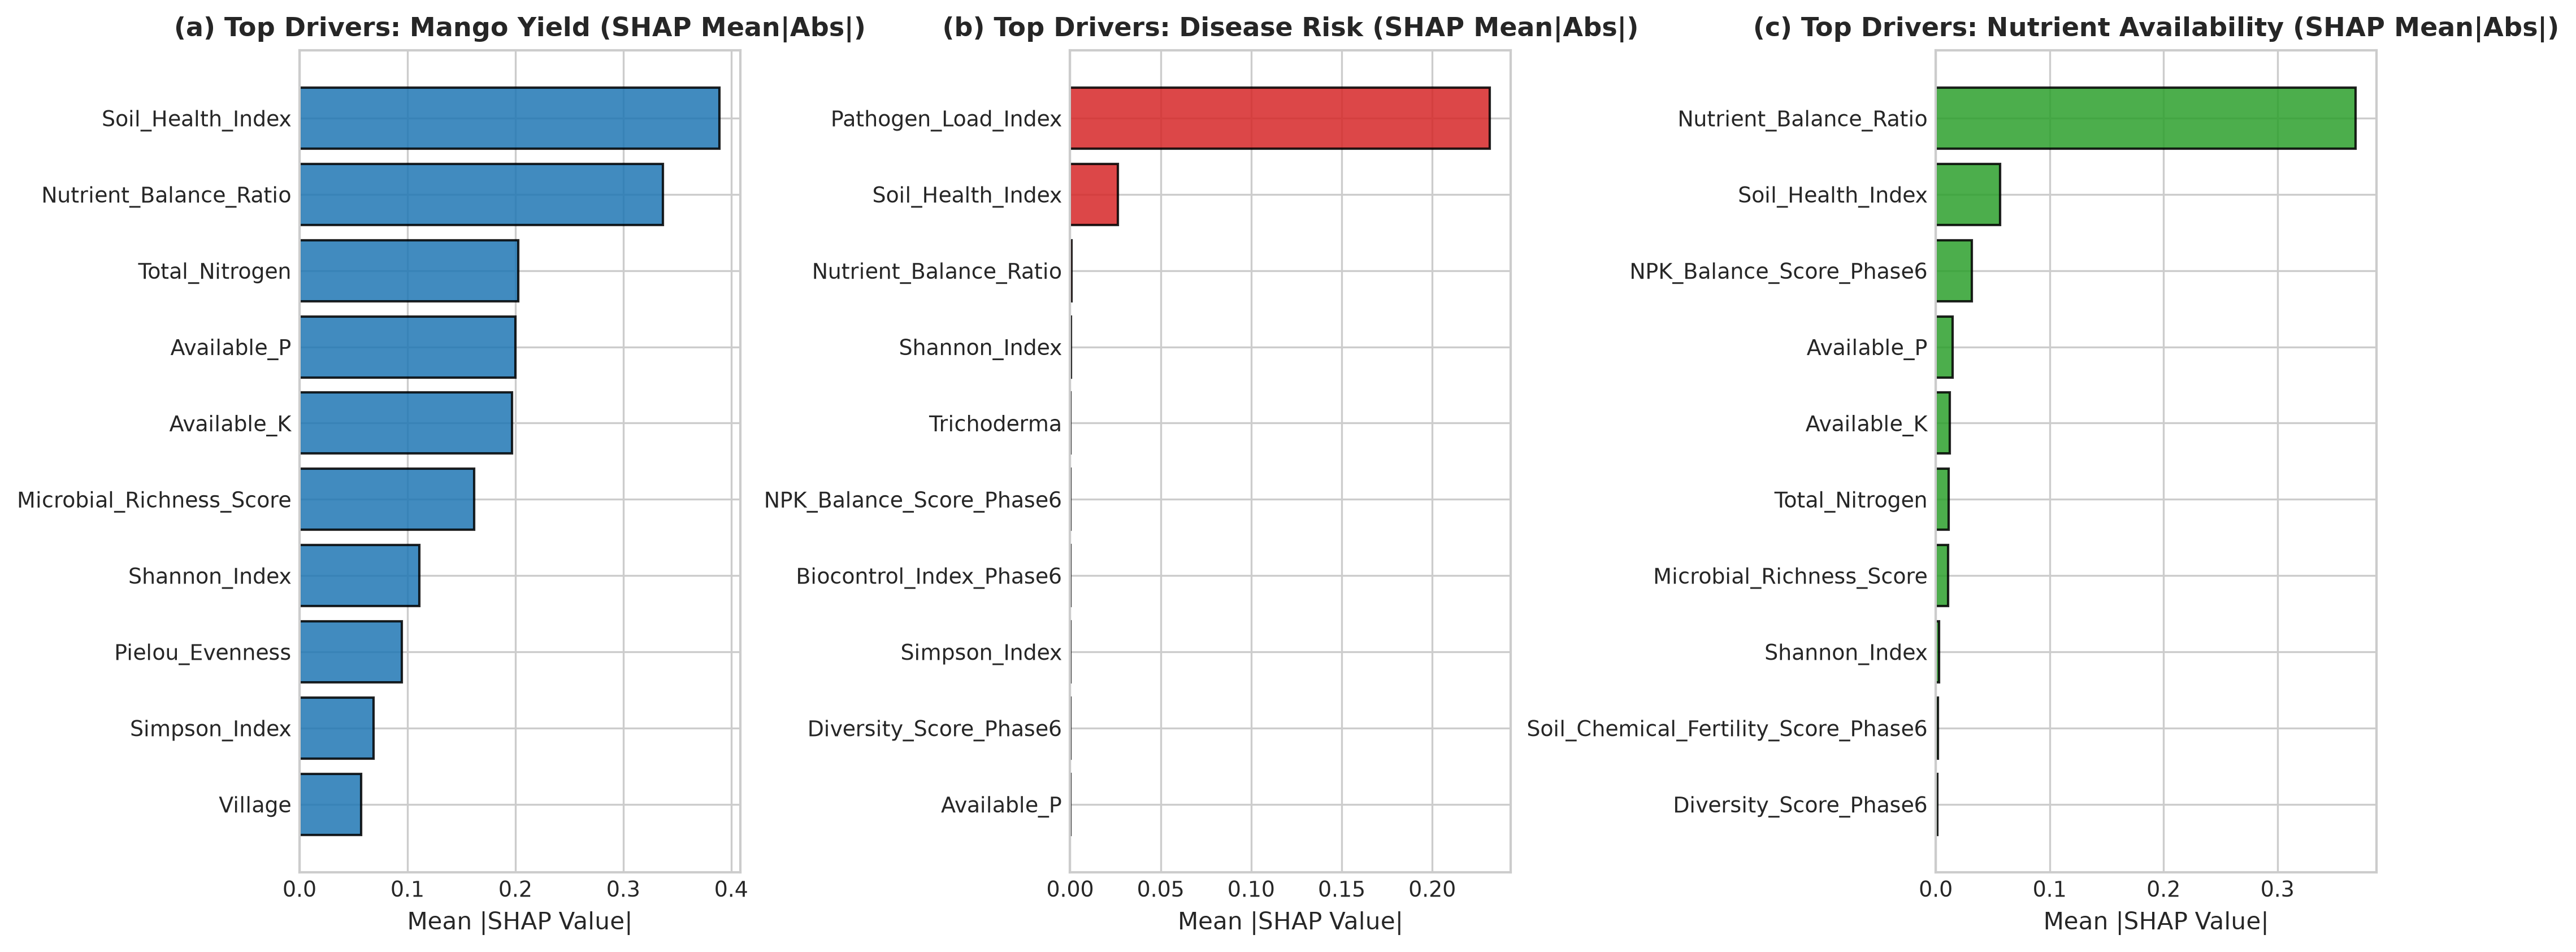 (a) Top Drivers: Mango Yield (SHAP Mean|Abs|)
Soil_Health_Index
Nutrient_Balance_Ratio
Total_Nitrogen
Available_P
Available_K
Microbial_Richness_Score
Shannon_Index
Pielou_Evenness
Simpson_Index
Village
0.0 0.1 0.2 0.3 0.4
Mean |SHAP Value|
(b) Top Drivers: Disease Risk (SHAP Mean|Abs|)
Pathogen_Load_Index
Soil_Health_Index
Nutrient_Balance_Ratio
Shannon_Index
Trichoderma
NPK_Balance_Score_Phase6
Biocontrol_Index_Phase6
Simpson_Index
Diversity_Score_Phase6
Available_P
0.00 0.05 0.10 0.15 0.20
Mean |SHAP Value|
(c) Top Drivers: Nutrient Availability (SHAP Mean|Abs|)
Nutrient_Balance_Ratio
Soil_Health_Index
NPK_Balance_Score_Phase6
Available_P
Available_K
Total_Nitrogen
Microbial_Richness_Score
Shannon_Index
Soil_Chemical_Fertility_Score_Phase6
Diversity_Score_Phase6
0.0 0.1 0.2 0.3
Mean |SHAP Value|